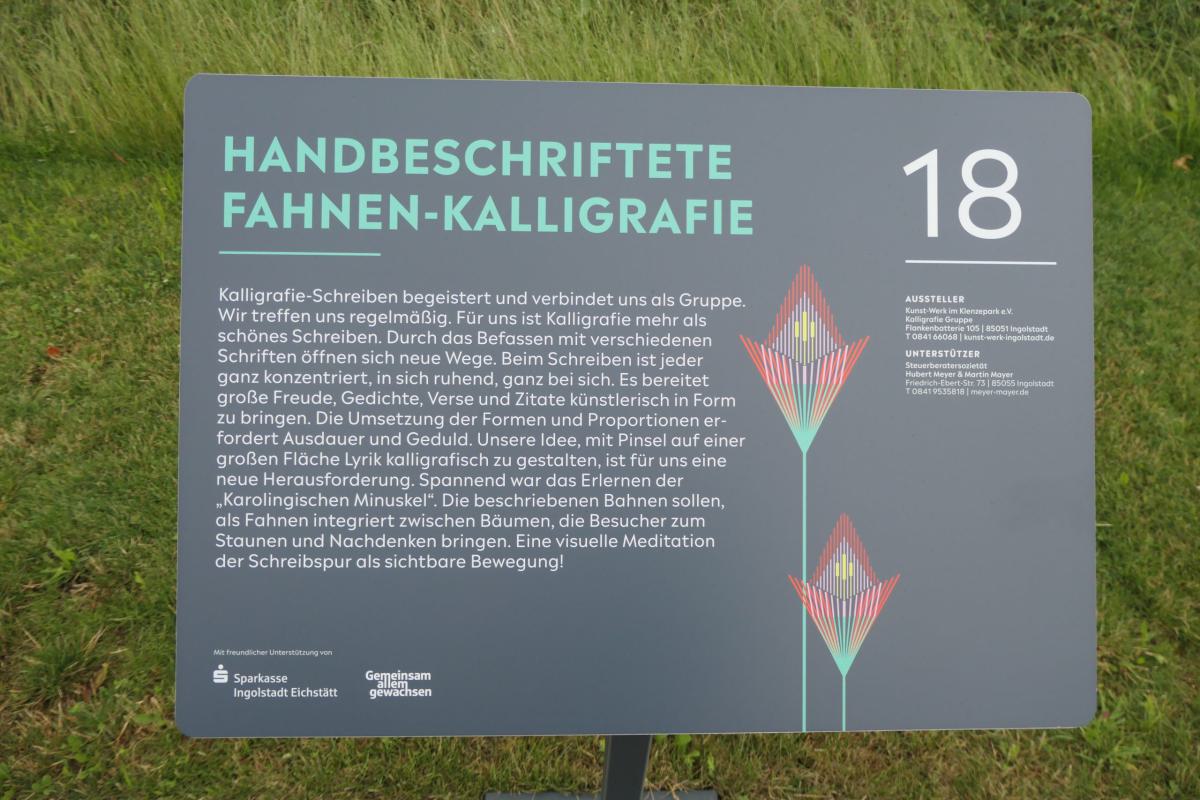 HANDBESCHRIFTETE
FAHNEN-KALLIGRAFIE
18
Kalligrafie-Schreiben begeistert und verbindet uns als Gruppe.
Wir treffen uns regelmäßig. Für uns ist Kalligrafie mehr als
schönes Schreiben. Durch das Befassen mit verschiedenen
Schriften öffnen sich neue Wege. Beim Schreiben ist jeder
ganz konzentriert, in sich ruhend, ganz bei sich. Es bereitet
große Freude, Gedichte, Verse und Zitate künstlerisch in Form
zu bringen. Die Umsetzung der Formen und Proportionen er-
fordert Ausdauer und Geduld. Unsere Idee, mit Pinsel auf einer
großen Fläche Lyrik kalligrafisch zu gestalten, ist für uns eine
neue Herausforderung. Spannend war das Erlernen der
„Karolingischen Minuskel“. Die beschriebenen Bahnen sollen,
als Fahnen integriert zwischen Bäumen, die Besucher zum
Staunen und Nachdenken bringen. Eine visuelle Meditation
der Schreibspur als sichtbare Bewegung!
AUSSTELLER
Kunst-Werk im Klenzepark e.V.
Kalligrafie Gruppe
Flankenbatterie 105 | 85051 Ingolstadt
T 0841 66068 | kunst-werk-ingolstadt.de
UNTERSTÜTZER
Steuerberatersozietät
Hubert Meyer & Martin Mayer
Friedrich-Ebert-Str. 73 | 85055 Ingolstadt
T 0841 9535818 | meyer-mayer.de
Mit freundlicher Unterstützung von
Sparkasse
Ingolstadt Eichstätt
Gemeinsam
allem
gewachsen